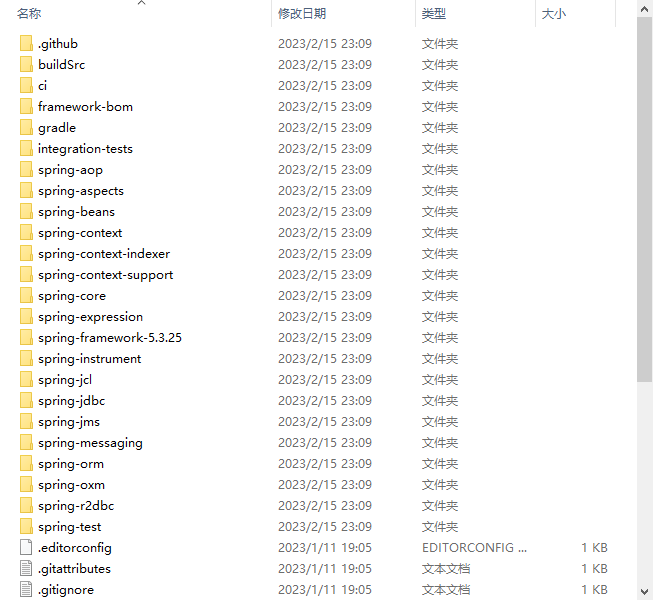 名称 修改日期 类型 大小
.github 2023/2/15 23:09 文件夹
buildSrc 2023/2/15 23:09 文件夹
ci 2023/2/15 23:09 文件夹
framework-bom 2023/2/15 23:09 文件夹
gradle 2023/2/15 23:09 文件夹
integration-tests 2023/2/15 23:09 文件夹
spring-aop 2023/2/15 23:09 文件夹
spring-aspects 2023/2/15 23:09 文件夹
spring-beans 2023/2/15 23:09 文件夹
spring-context 2023/2/15 23:09 文件夹
spring-context-indexer 2023/2/15 23:09 文件夹
spring-context-support 2023/2/15 23:09 文件夹
spring-core 2023/2/15 23:09 文件夹
spring-expression 2023/2/15 23:09 文件夹
spring-framework-5.3.25 2023/2/15 23:09 文件夹
spring-instrument 2023/2/15 23:09 文件夹
spring-jcl 2023/2/15 23:09 文件夹
spring-jdbc 2023/2/15 23:09 文件夹
spring-jms 2023/2/15 23:09 文件夹
spring-messaging 2023/2/15 23:09 文件夹
spring-orm 2023/2/15 23:09 文件夹
spring-oxm 2023/2/15 23:09 文件夹
spring-r2dbc 2023/2/15 23:09 文件夹
spring-test 2023/2/15 23:09 文件夹
.editorconfig 2023/1/11 19:05 EDITORCONFIG ... 1 KB
.gitattributes 2023/1/11 19:05 文本文档 1 KB
.gitignore 2023/1/11 19:05 文本文档 1 KB